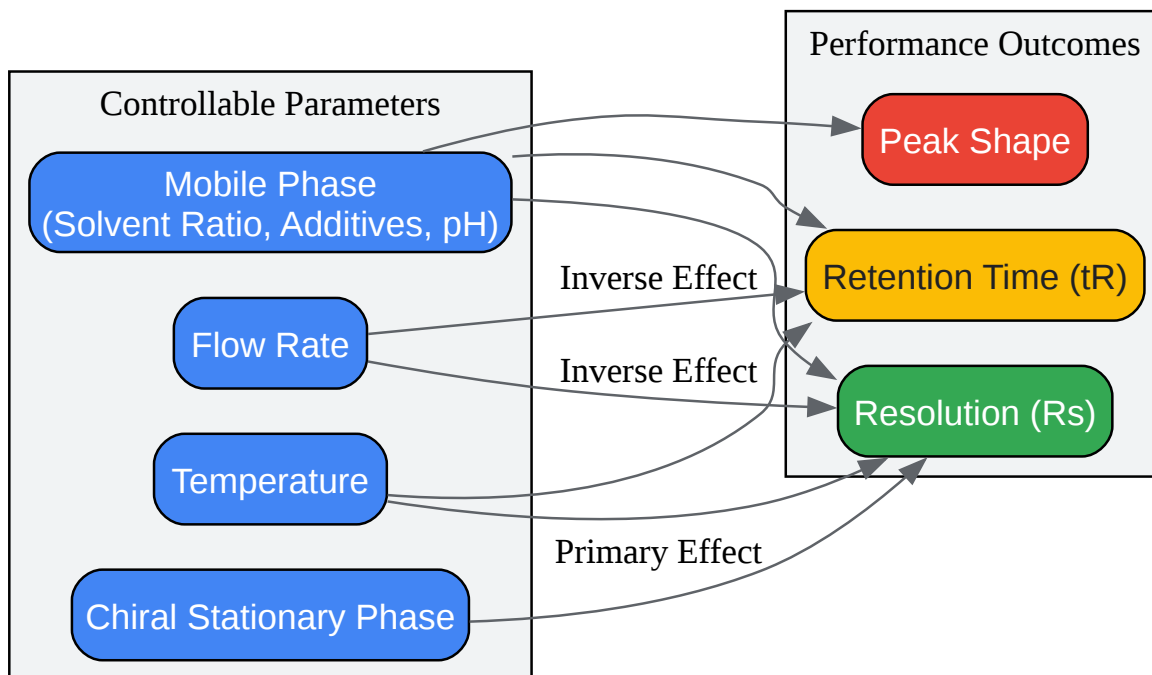 Controllable Parameters
Mobile Phase
(Solvent Ratio, Additives, pH)
Flow Rate
Temperature
Chiral Stationary Phase
Inverse Effect
Inverse Effect
Primary Effect
Performance Outcomes
Peak Shape
Retention Time (tR)
Resolution (Rs)